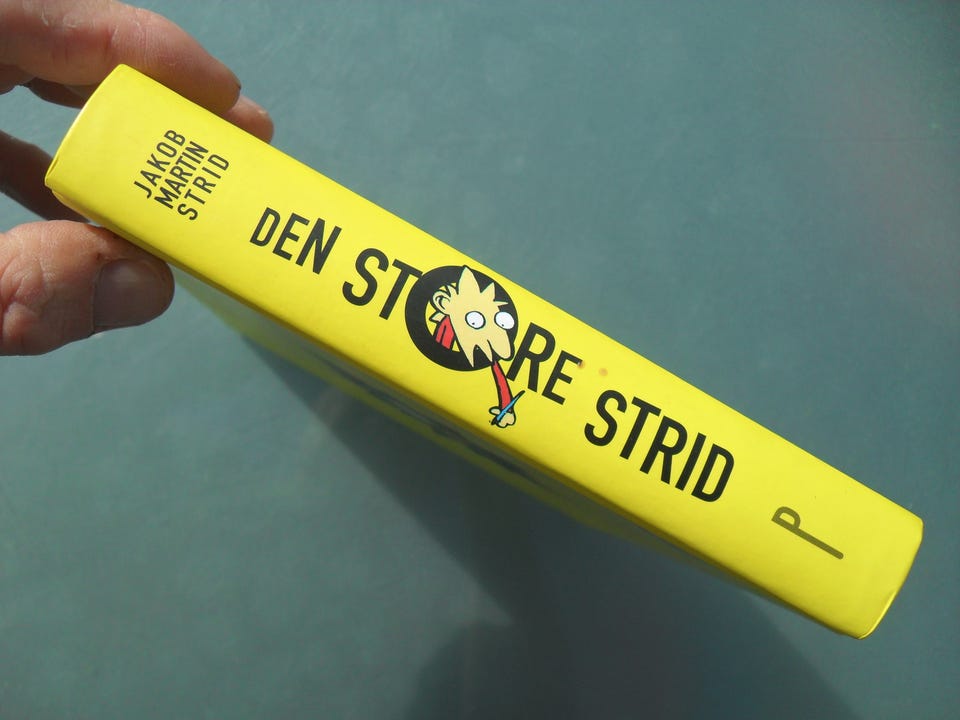 JAKOB
MARTIN
STRID
DEN STORE STRID
P